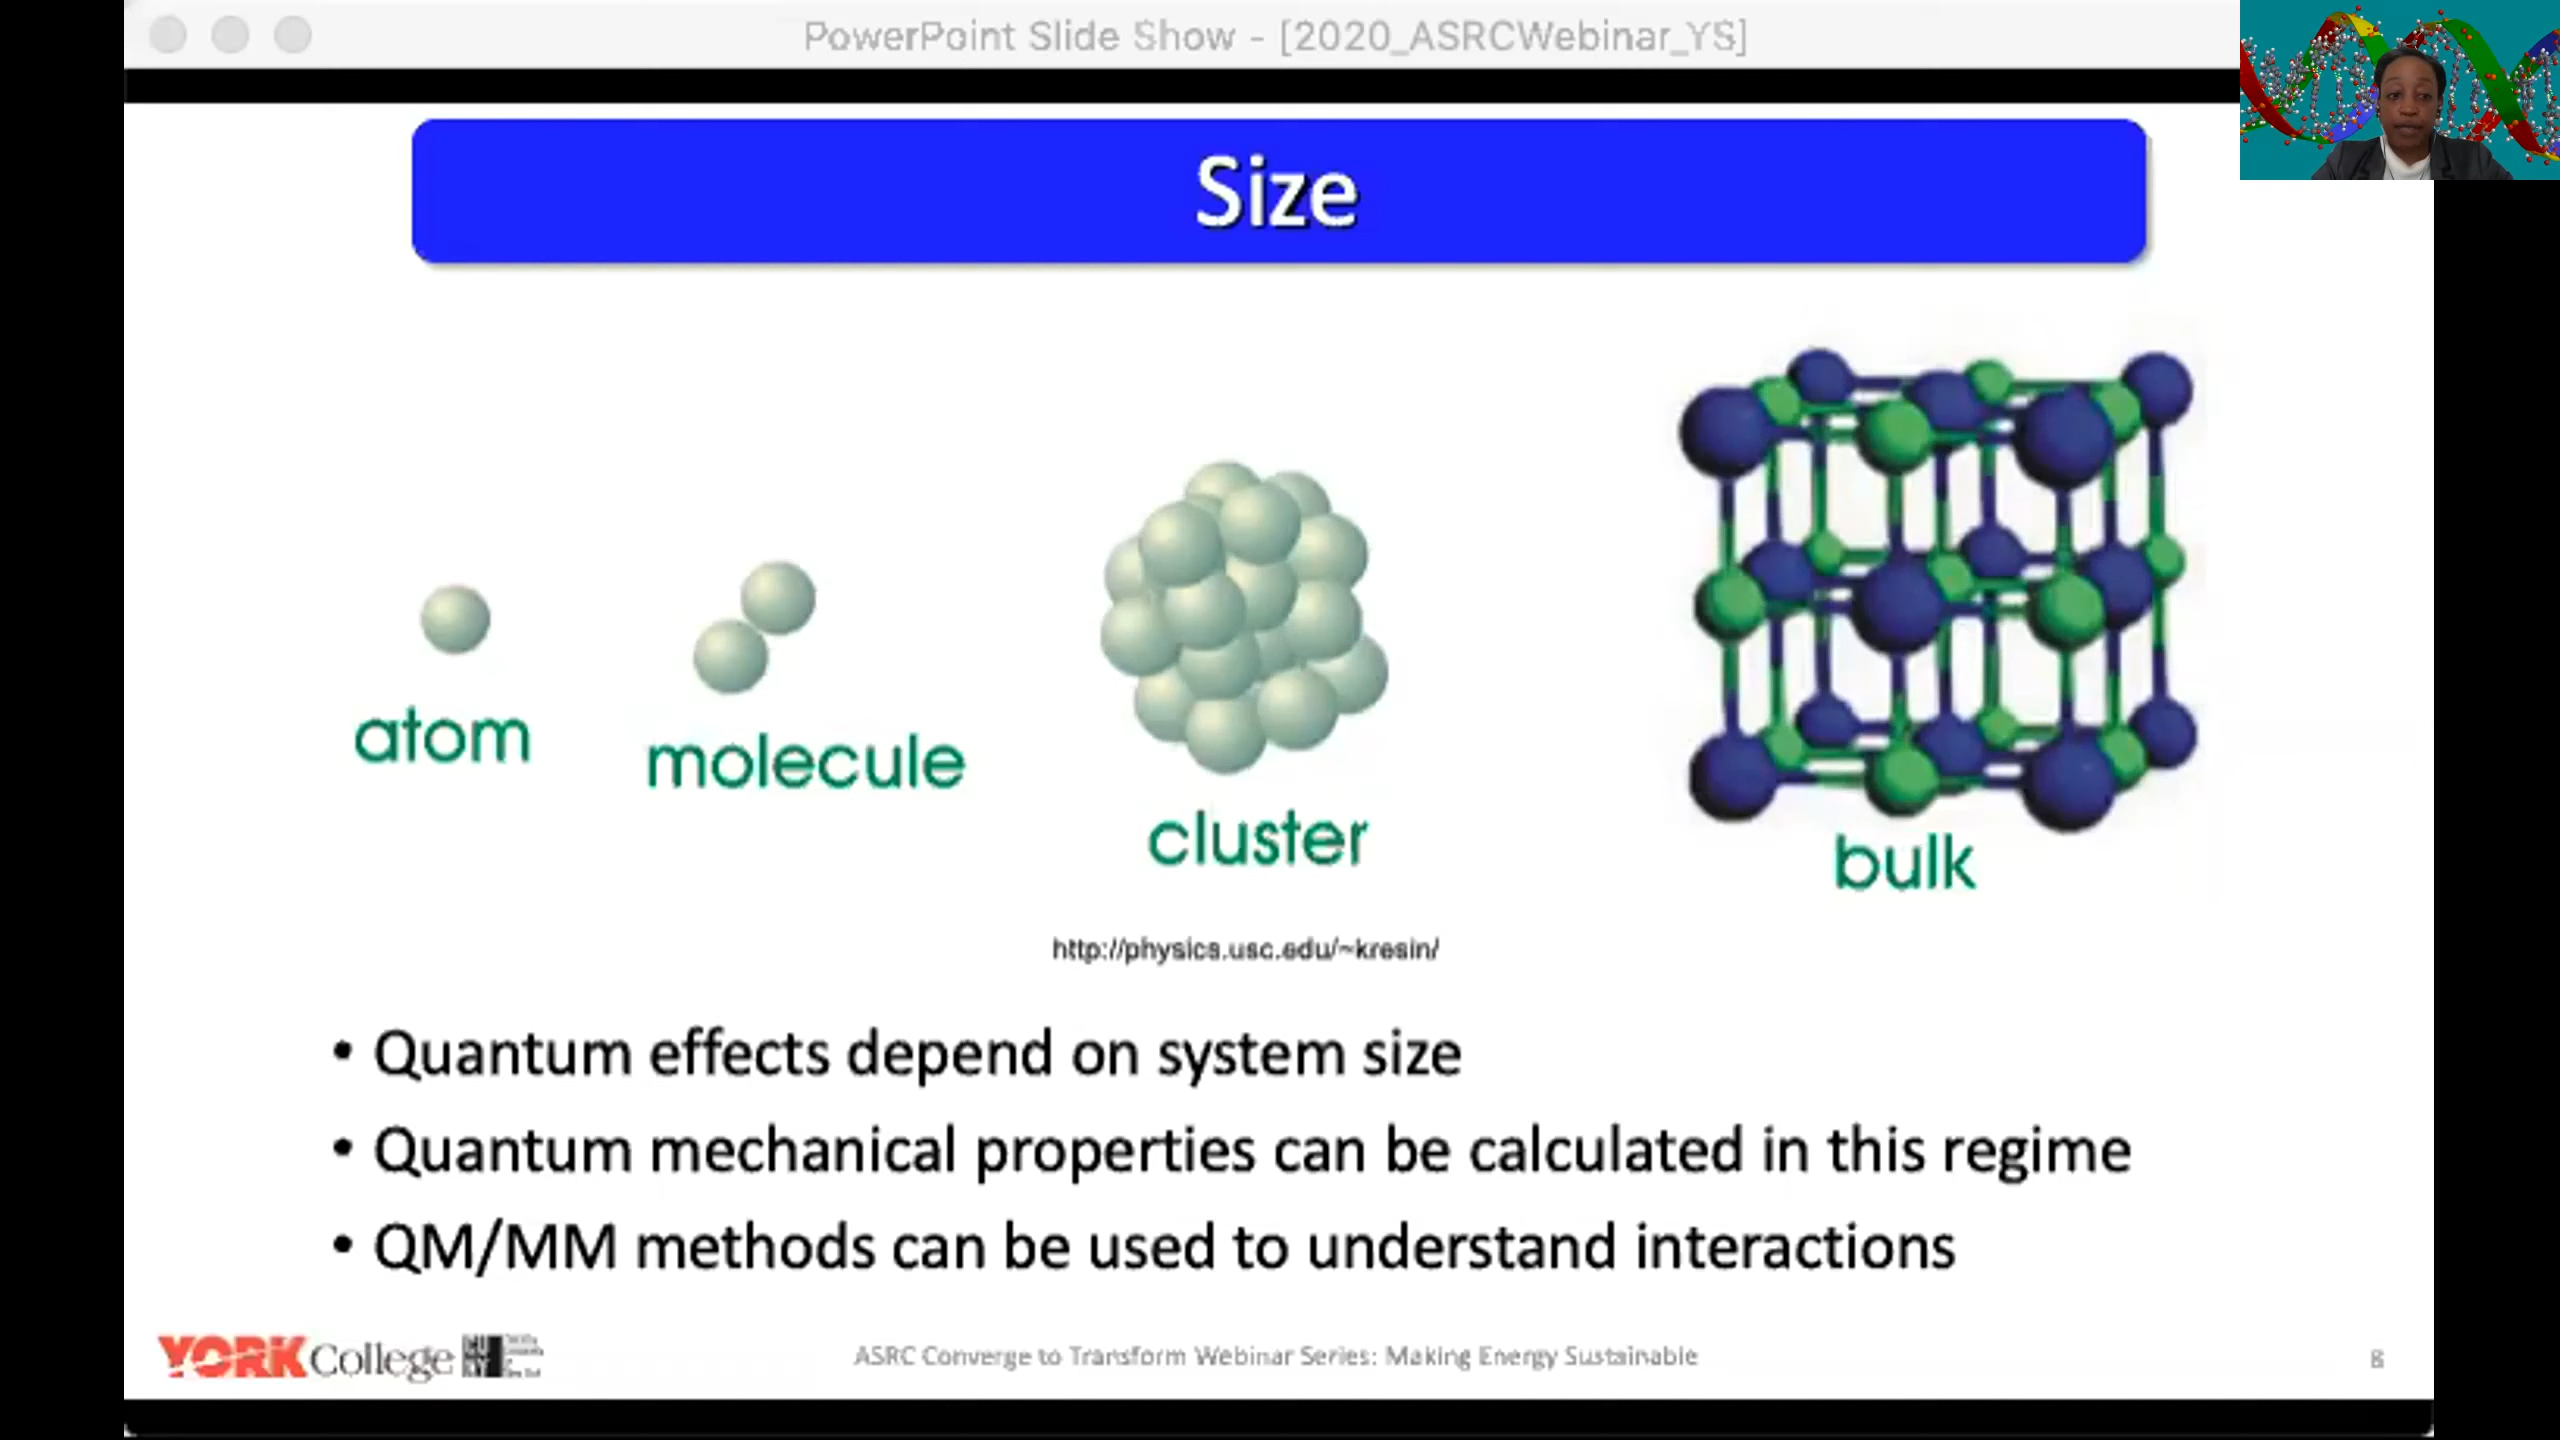 PowerPoint Slide Show - [2020_ASRCWebinar_YS]
Size
atom
molecule
cluster
bulk
http://physics.usc.edu/~kresin/
• Quantum effects depend on system size
• Quantum mechanical properties can be calculated in this regime
• QM/MM methods can be used to understand interactions
YORK College
ASRC Converge to Transform Webinar Series: Making Energy Sustainable
8